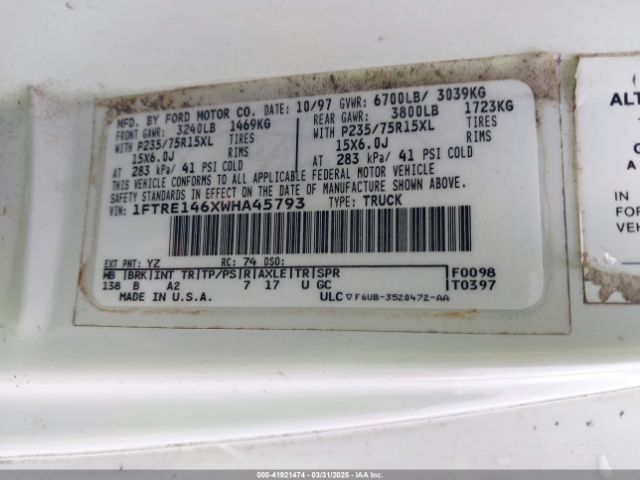 MFD. BY FORD MOTOR CO. DATE: 10/97 GVWR: 6700LB/ 3039KG
FRONT GAWR: 3240LB 1469KG REAR GAWR: 3800LB 1723KG
WITH P235/75R15XL TIRES WITH P235/75R15XL TIRES
15X6.0J RIMS 15X6.0J RIMS
AT 283 kPa/ 41 PSI COLD AT 283 kPa/ 41 PSI COLD
THIS VEHICLE CONFORMS TO ALL APPLICABLE FEDERAL MOTOR VEHICLE
SAFETY STANDARDS IN EFFECT ON THE DATE OF MANUFACTURE SHOWN ABOVE.
VIN: 1FTRE146XWHA45793 TYPE: TRUCK
EXT PNT: YZ RC: 74 DSO:
WB |BRK|INT TR|TP/PS|R|AXLE|TR|SPR F0098
138 B A2 7 17 U GC T0397
MADE IN U.S.A. ULC ▽ F6UB-3520472-AA
ALT
THIS
FOR
IN A
000-41921474 - 03/31/2025 - IAA, Inc.